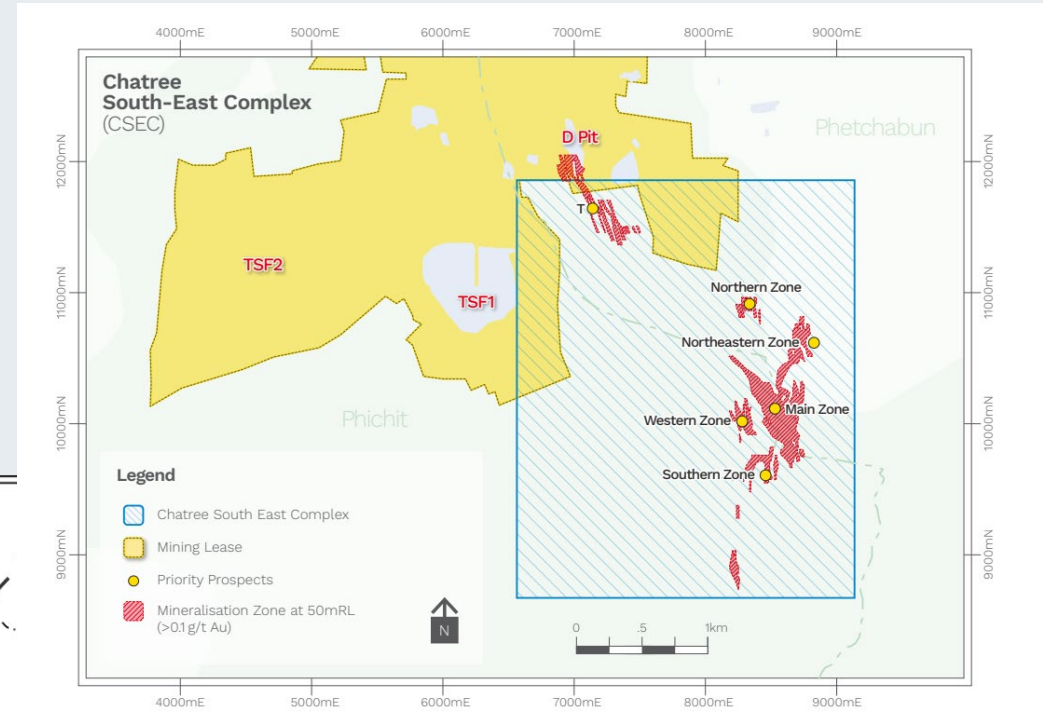 4000mE 5000mE 6000mE 7000mE 8000mE 9000mE
Chatree
South-East Complex
(CSEC)
Phetchabun
D Pit
12000mN
12000mN
T
TSF2
TSF1
11000mN
11000mN
Northern Zone
Northeastern Zone
Main Zone
Western Zone
Phichit
10000mN
10000mN
Southern Zone
Legend
Chatree South East Complex
Mining Lease
Priority Prospects
Mineralisation Zone at 50mRL
(>0.1 g/t Au)
N
9000mN
9000mN
0 .5 1km
4000mE 5000mE 6000mE 7000mE 8000mE 9000mE